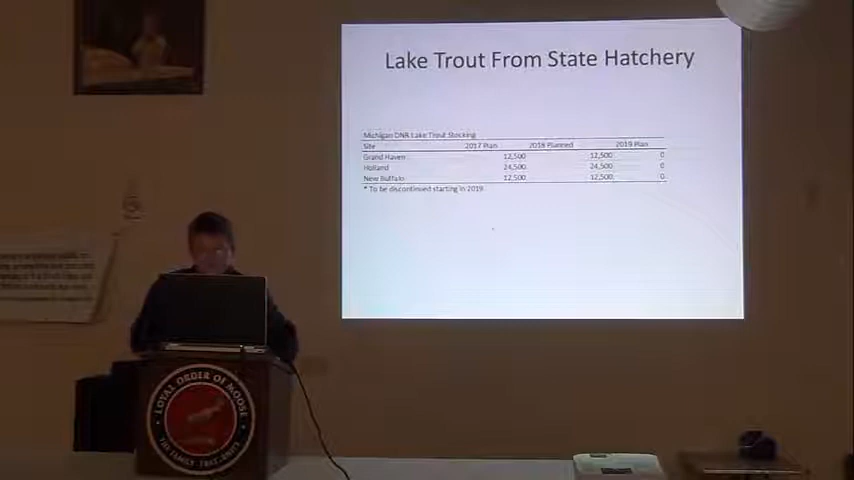 Lake Trout From State Hatchery
Michigan DNR Lake Trout Stocking
Site 2017 Plan 2018 Planned 2019 Plan
Grand Haven 12,500 12,500 0
Holland 24,500 24,500 0
New Buffalo 12,500 12,500 0
* To be discontinued starting in 2019
LOYAL ORDER OF MOOSE